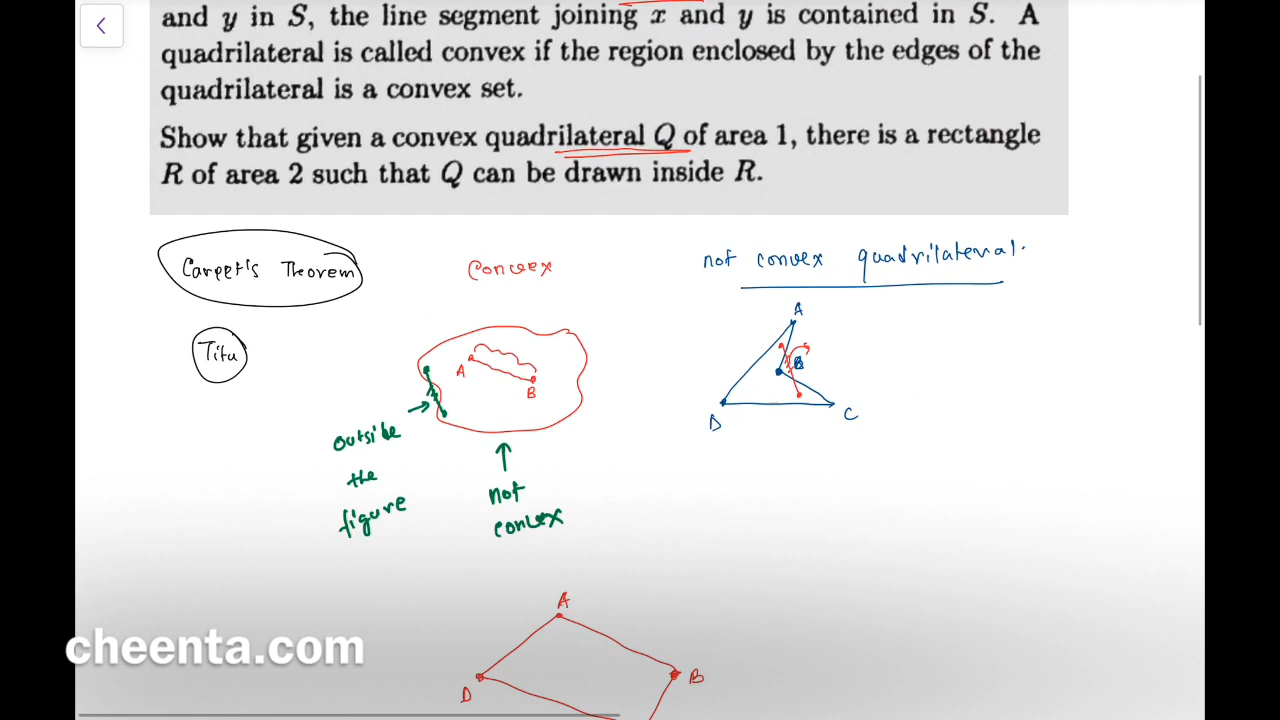 and y in S, the line segment joining x and y is contained in S. A
quadrilateral is called convex if the region enclosed by the edges of the
quadrilateral is a convex set.
Show that given a convex quadrilateral Q of area 1, there is a rectangle
R of area 2 such that Q can be drawn inside R.
Carpet's Theorem
Convex
not convex quadrilateral.
Titu
A
B
outside
the
figure
not
convex
A
B
D
C
A
B
D
cheenta.com